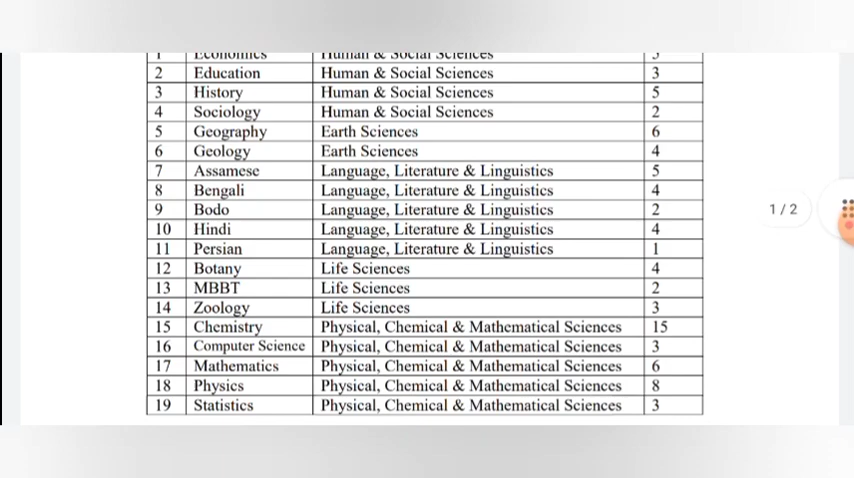 1 Economics Human & Social Sciences
2 Education Human & Social Sciences 3
3 History Human & Social Sciences 5
4 Sociology Human & Social Sciences 2
5 Geography Earth Sciences 6
6 Geology Earth Sciences 4
7 Assamese Language, Literature & Linguistics 5
8 Bengali Language, Literature & Linguistics 4
9 Bodo Language, Literature & Linguistics 2
10 Hindi Language, Literature & Linguistics 4
11 Persian Language, Literature & Linguistics 1
12 Botany Life Sciences 4
13 MBBT Life Sciences 2
14 Zoology Life Sciences 3
15 Chemistry Physical, Chemical & Mathematical Sciences 15
16 Computer Science Physical, Chemical & Mathematical Sciences 3
17 Mathematics Physical, Chemical & Mathematical Sciences 6
18 Physics Physical, Chemical & Mathematical Sciences 8
19 Statistics Physical, Chemical & Mathematical Sciences 3
1 / 2